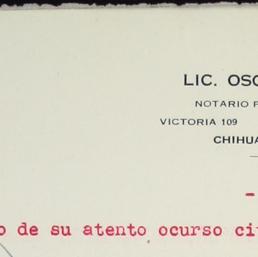 LIC. OSC
NOTARIO P
VICTORIA 109
CHIHUA
-
o de su atento ocurso ci